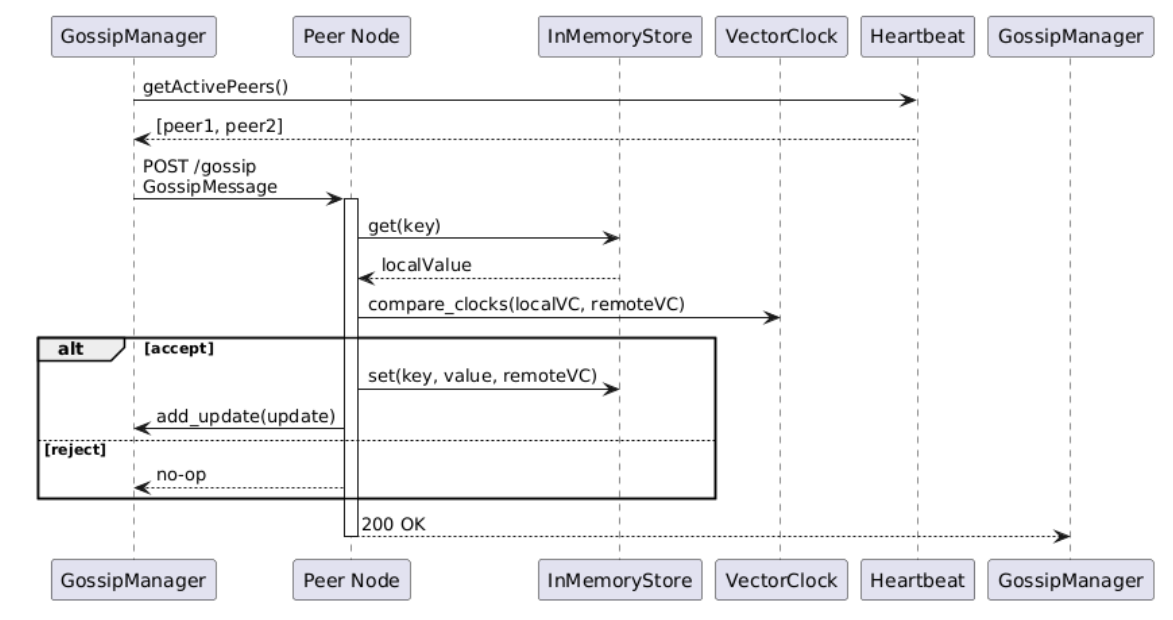 GossipManager Peer Node InMemoryStore VectorClock Heartbeat GossipManager
getActivePeers()
[peer1, peer2]
POST /gossip
GossipMessage
get(key)
localValue
compare_clocks(localVC, remoteVC)
alt [accept]
set(key, value, remoteVC)
add_update(update)
[reject]
no-op
200 OK
GossipManager Peer Node InMemoryStore VectorClock Heartbeat GossipManager